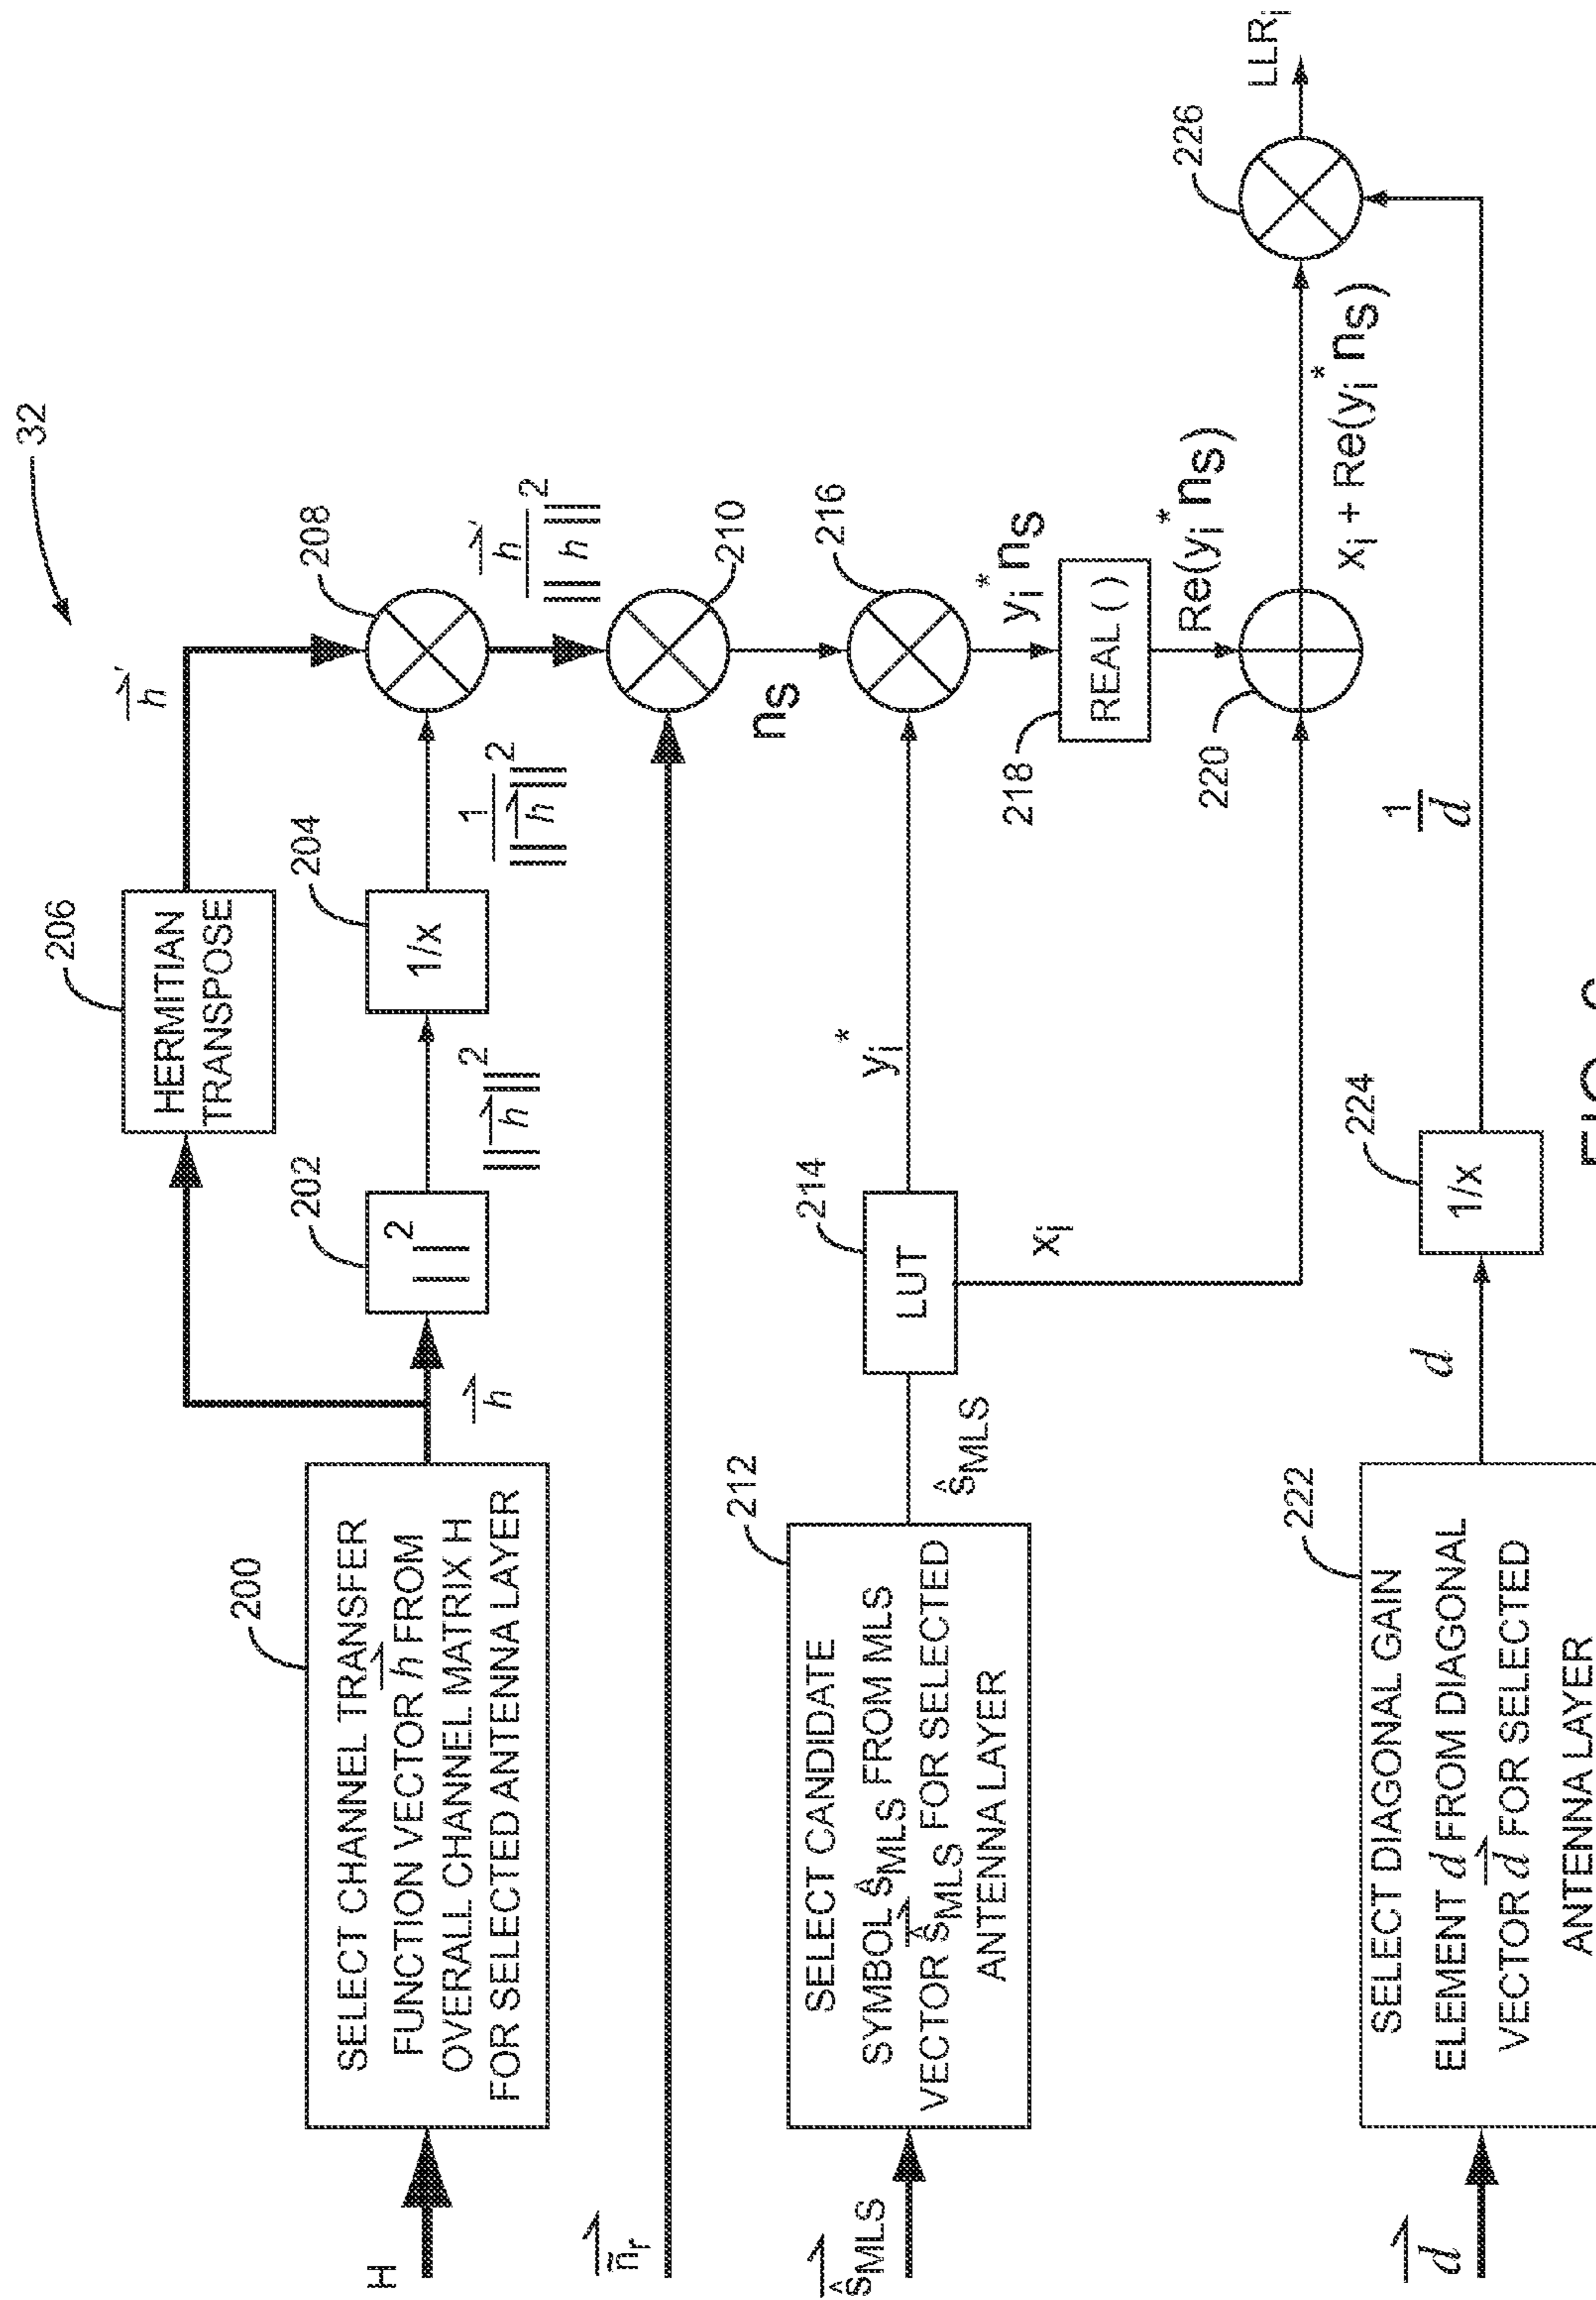 32
H
200
SELECT CHANNEL TRANSFER
FUNCTION VECTOR h⃗ FROM
OVERALL CHANNEL MATRIX H
FOR SELECTED ANTENNA LAYER
h⃗
206
HERMITIAN
TRANSPOSE
h⃗'
202
|| ||²
||h⃗||²
204
1/x
1/||h⃗||²
208
h⃗'/||h⃗||²
ñ⃗r
210
ns
ŝ⃗MLS
212
SELECT CANDIDATE
SYMBOL ŝMLS FROM MLS
VECTOR ŝ⃗MLS FOR SELECTED
ANTENNA LAYER
ŝMLS
214
LUT
yi*
xi
216
yi* ns
218
REAL ( )
Re(yi* ns)
220
xi + Re(yi* ns)
d⃗
222
SELECT DIAGONAL GAIN
ELEMENT d FROM DIAGONAL
VECTOR d⃗ FOR SELECTED
ANTENNA LAYER
d
224
1/x
1/d
226
LLRi